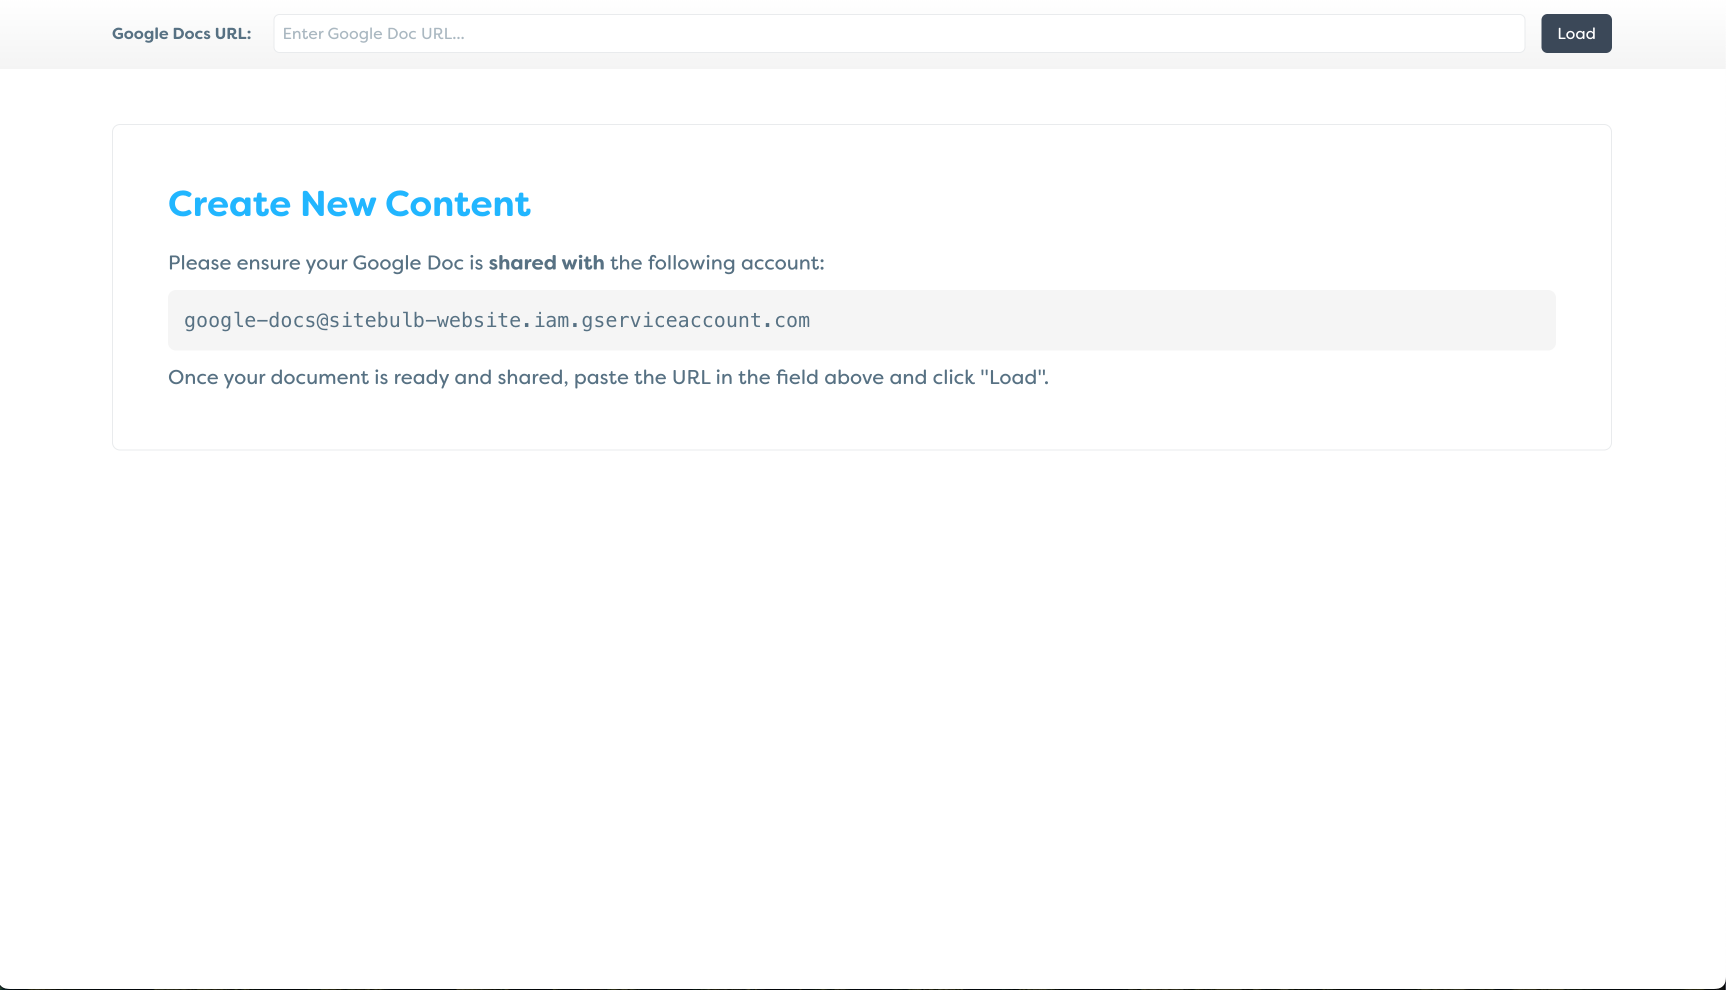 Google Docs URL:
Enter Google Doc URL...
Load
Create New Content
Please ensure your Google Doc is shared with the following account:
google-docs@sitebulb-website.iam.gserviceaccount.com
Once your document is ready and shared, paste the URL in the field above and click "Load".